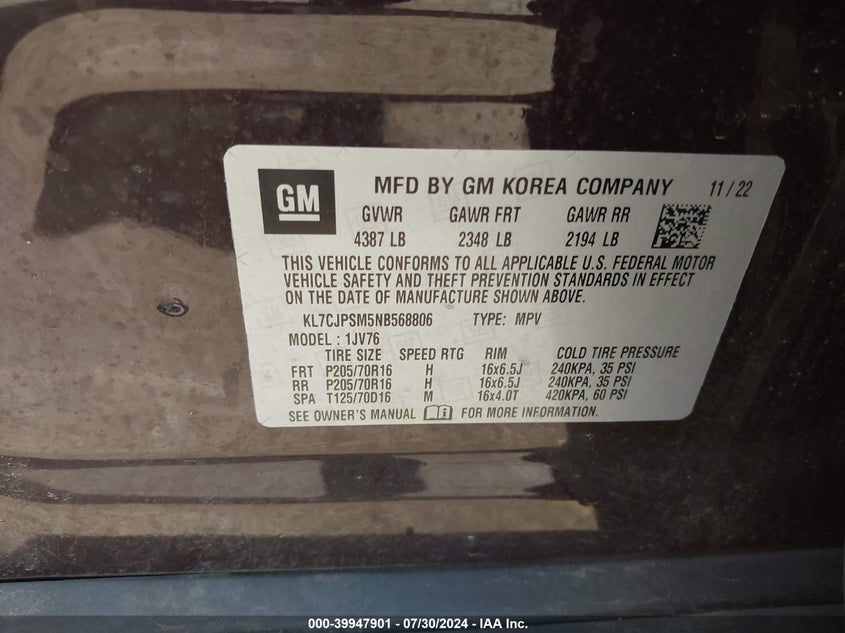 GM
MFD BY GM KOREA COMPANY 11 / 22
GVWR GAWR FRT GAWR RR
4387 LB 2348 LB 2194 LB
THIS VEHICLE CONFORMS TO ALL APPLICABLE U.S. FEDERAL MOTOR
VEHICLE SAFETY AND THEFT PREVENTION STANDARDS IN EFFECT
ON THE DATE OF MANUFACTURE SHOWN ABOVE.
KL7CJPSM5NB568806 TYPE: MPV
MODEL : 1JV76
TIRE SIZE SPEED RTG RIM COLD TIRE PRESSURE
FRT P205/70R16 H 16x6.5J 240KPA, 35 PSI
RR P205/70R16 H 16x6.5J 240KPA, 35 PSI
SPA T125/70D16 M 16x4.0T 420KPA, 60 PSI
SEE OWNER'S MANUAL FOR MORE INFORMATION.
000-39947901 - 07/30/2024 - IAA Inc.